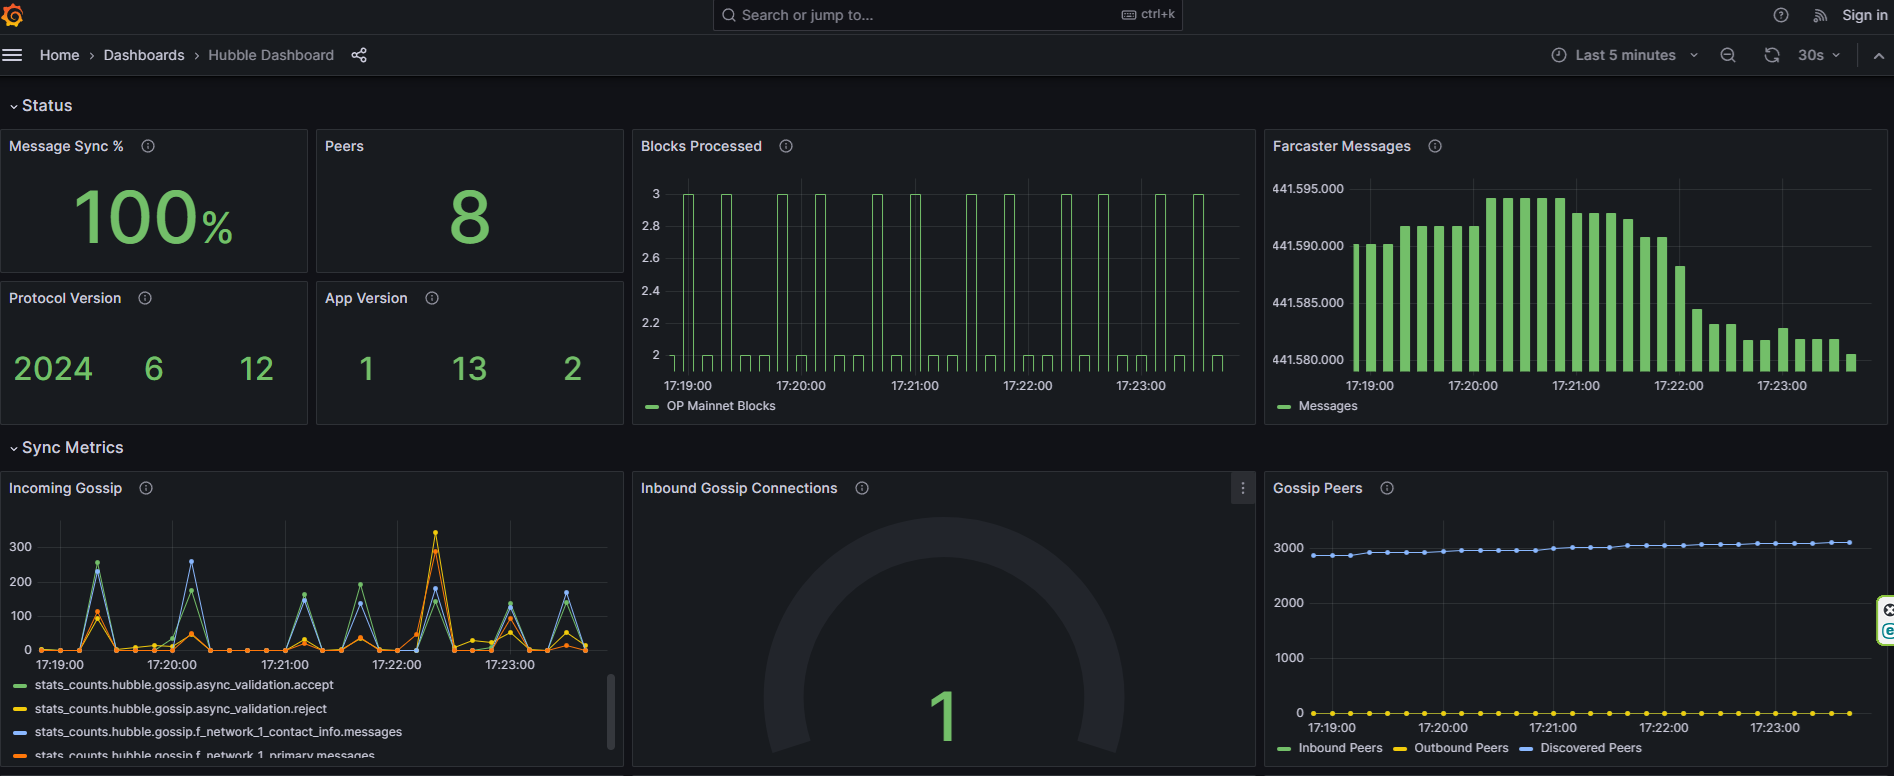 Search or jump to... ctrl+k Sign in
Home › Dashboards › Hubble Dashboard Last 5 minutes 30s
Status
Message Sync %
100%
Peers
8
Protocol Version
2024 6 12
App Version
1 13 2
Blocks Processed
3
2.8
2.6
2.4
2.2
2
17:19:00 17:20:00 17:21:00 17:22:00 17:23:00
OP Mainnet Blocks
Farcaster Messages
441.595.000
441.590.000
441.585.000
441.580.000
17:19:00 17:20:00 17:21:00 17:22:00 17:23:00
Messages
Sync Metrics
Incoming Gossip
300
200
100
0
17:19:00 17:20:00 17:21:00 17:22:00 17:23:00
stats_counts.hubble.gossip.async_validation.accept
stats_counts.hubble.gossip.async_validation.reject
stats_counts.hubble.gossip.f_network_1_contact_info.messages
stats_counts.hubble.gossip.f_network_1_primary.messages
Inbound Gossip Connections
1
Gossip Peers
3000
2000
1000
0
17:19:00 17:20:00 17:21:00 17:22:00 17:23:00
Inbound Peers Outbound Peers Discovered Peers